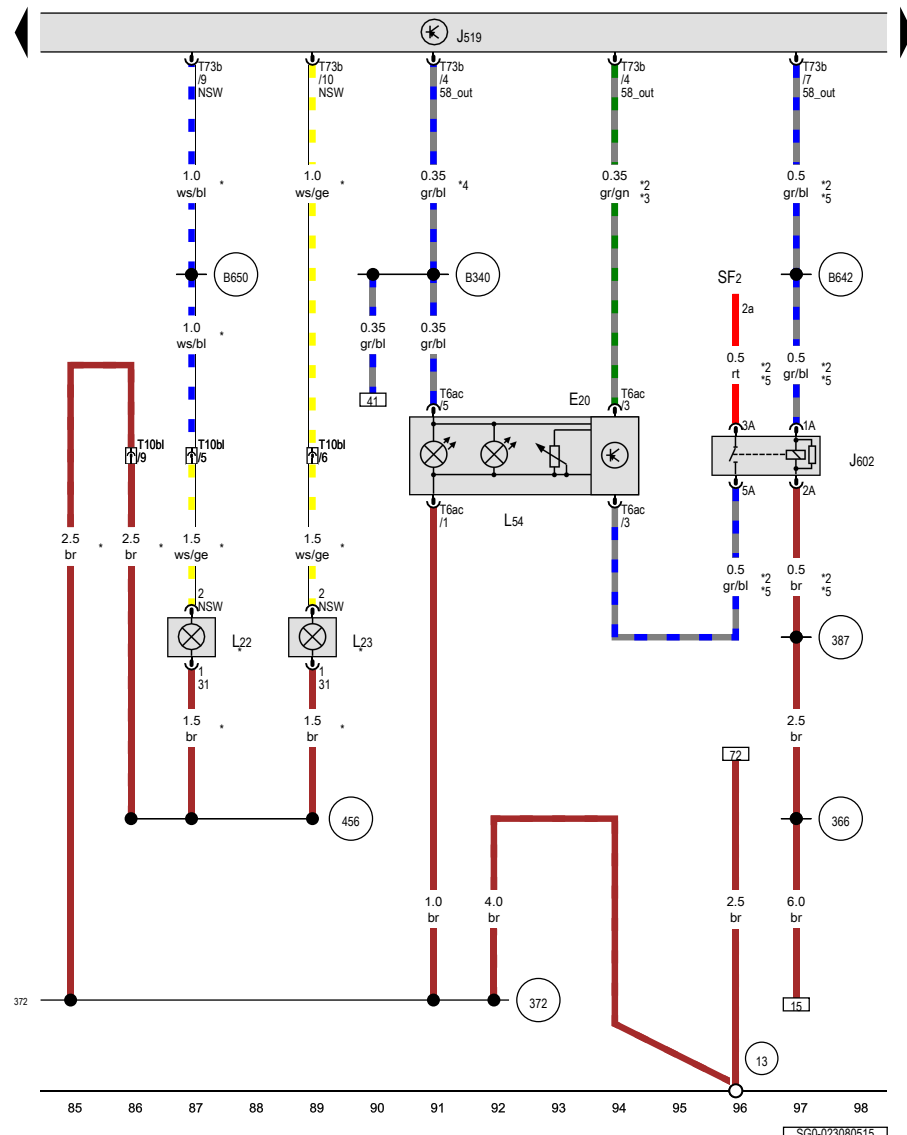 J519
T73b
/9
NSW
T73b
/10
NSW
T73b
/4
58_out
T73b
/4
58_out
T73b
/7
58_out
1.0
ws/bl *
1.0
ws/ge *
0.35
gr/bl *4
0.35
gr/gn *2
*3
0.5
gr/bl *2
*5
B650
B340
B642
SF2
2a
1.0
ws/bl *
0.35
gr/bl
0.35
gr/bl
0.5
rt *2
*5
0.5
gr/bl *2
*5
41
T6ac
/5
E20
T6ac
/3
3A
1A
T10bl
/9
T10bl
/5
T10bl
/6
J602
5A
2A
T6ac
/1
L54
T6ac
/3
2.5
br *
2.5
br *
1.5
ws/ge *
1.5
ws/ge *
0.5
gr/bl *2
*5
0.5
br *2
*5
2
NSW
2
NSW
L22
*
L23
*
387
1
31
1
31
1.5
br *
1.5
br *
2.5
br
72
456
366
1.0
br
4.0
br
2.5
br
6.0
br
372
372
15
13
85 86 87 88 89 90 91 92 93 94 95 96 97 98
SG0-023080515